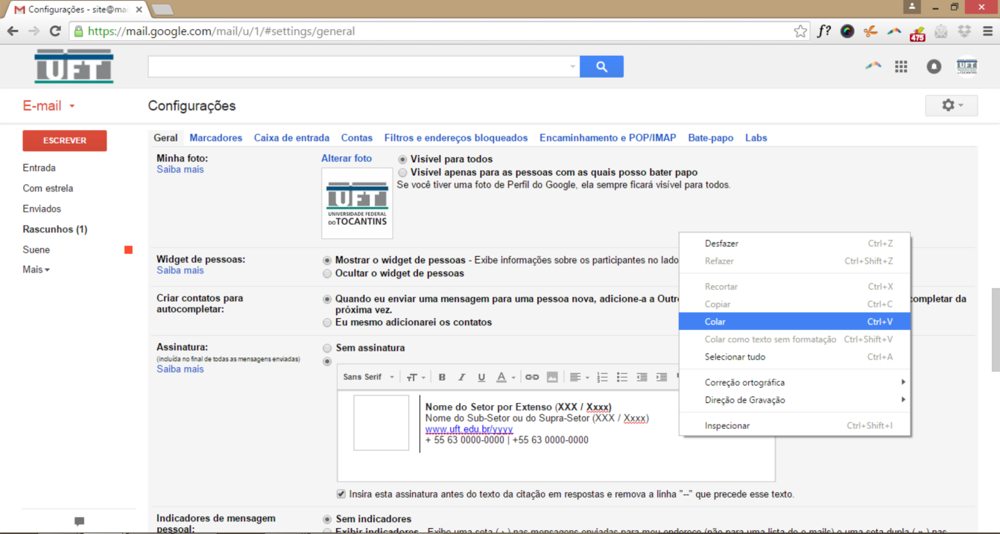 Configurações - site@mai
https://mail.google.com/mail/u/1/#settings/general
f?
475
UFT
UFT
E-mail
Configurações
ESCREVER
Entrada
Com estrela
Enviados
Rascunhos (1)
Suene
Mais
Geral Marcadores Caixa de entrada Contas Filtros e endereços bloqueados Encaminhamento e POP/IMAP Bate-papo Labs
Minha foto:
Saiba mais
Alterar foto
Visível para todos
Visível apenas para as pessoas com as quais posso bater papo
Se você tiver uma foto de Perfil do Google, ela sempre ficará visível para todos.
UFT
UNIVERSIDADE FEDERAL
DO TOCANTINS
Widget de pessoas:
Saiba mais
Mostrar o widget de pessoas - Exibe informações sobre os participantes no lado
Ocultar o widget de pessoas
Criar contatos para
autocompletar:
Quando eu enviar uma mensagem para uma pessoa nova, adicione-a a Outro
completar da
próxima vez.
Eu mesmo adicionarei os contatos
Assinatura:
(incluída no final de todas as mensagens enviadas)
Saiba mais
Sem assinatura
Sans Serif
Nome do Setor por Extenso (XXX / Xxxx)
Nome do Sub-Setor ou do Supra-Setor (XXX / Xxxx)
www.uft.edu.br/yyyy
+ 55 63 0000-0000 | +55 63 0000-0000
Insira esta assinatura antes do texto da citação em respostas e remova a linha "--" que precede esse texto.
Indicadores de mensagem
pessoal:
Sem indicadores
Exibir indicadores - Exibe uma seta ( › ) nas mensagens enviadas para meu endereço (não para uma lista de e-mails) e uma seta dupla ( » ) nas
Desfazer Ctrl+Z
Refazer Ctrl+Shift+Z
Recortar Ctrl+X
Copiar Ctrl+C
Colar Ctrl+V
Colar como texto sem formatação Ctrl+Shift+V
Selecionar tudo Ctrl+A
Correção ortográfica
Direção de Gravação
Inspecionar Ctrl+Shift+I